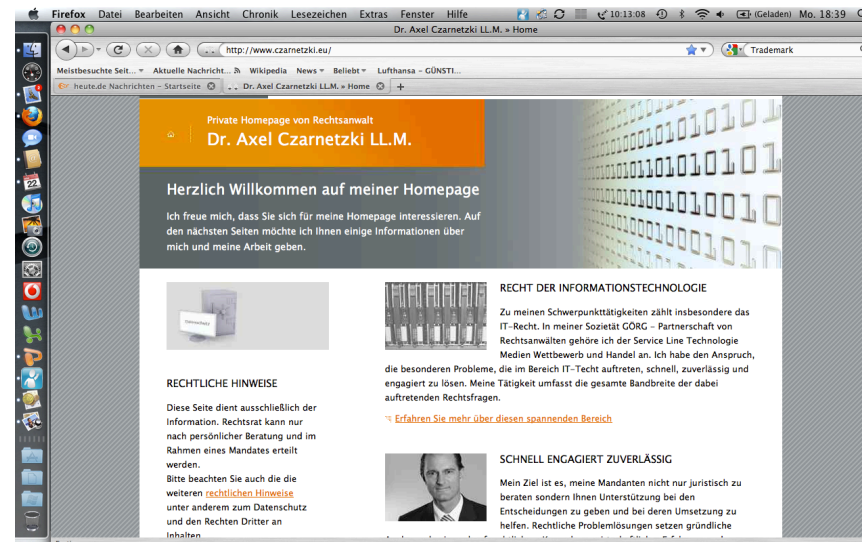 Firefox Datei Bearbeiten Ansicht Chronik Lesezeichen Extras Fenster Hilfe 10:13:08 (Geladen) Mo. 18:39
Dr. Axel Czarnetzki LL.M. » Home
http://www.czarnetzki.eu/
Trademark
Meistbesuchte Seit... Aktuelle Nachricht... Wikipedia News Beliebt Lufthansa – GÜNSTI...
heute.de Nachrichten – Startseite
Dr. Axel Czarnetzki LL.M. » Home
22
Private Homepage von Rechtsanwalt
Dr. Axel Czarnetzki LL.M.
Herzlich Willkommen auf meiner Homepage
Ich freue mich, dass Sie sich für meine Homepage interessieren. Auf
den nächsten Seiten möchte ich Ihnen einige Informationen über
mich und meine Arbeit geben.
RECHTLICHE HINWEISE
Diese Seite dient ausschließlich der
Information. Rechtsrat kann nur
nach persönlicher Beratung und im
Rahmen eines Mandates erteilt
werden.
Bitte beachten Sie auch die die
weiteren rechtlichen Hinweise
unter anderem zum Datenschutz
und den Rechten Dritter an
Inhalten.
RECHT DER INFORMATIONSTECHNOLOGIE
Zu meinen Schwerpunkttätigkeiten zählt insbesondere das
IT-Recht. In meiner Sozietät GÖRG – Partnerschaft von
Rechtsanwälten gehöre ich der Service Line Technologie
Medien Wettbewerb und Handel an. Ich habe den Anspruch,
die besonderen Probleme, die im Bereich IT-Techt auftreten, schnell, zuverlässig und
engagiert zu lösen. Meine Tätigkeit umfasst die gesamte Bandbreite der dabei
auftretenden Rechtsfragen.
Erfahren Sie mehr über diesen spannenden Bereich
SCHNELL ENGAGIERT ZUVERLÄSSIG
Mein Ziel ist es, meine Mandanten nicht nur juristisch zu
beraten sondern Ihnen Unterstützung bei den
Entscheidungen zu geben und bei deren Umsetzung zu
helfen. Rechtliche Problemlösungen setzen gründliche